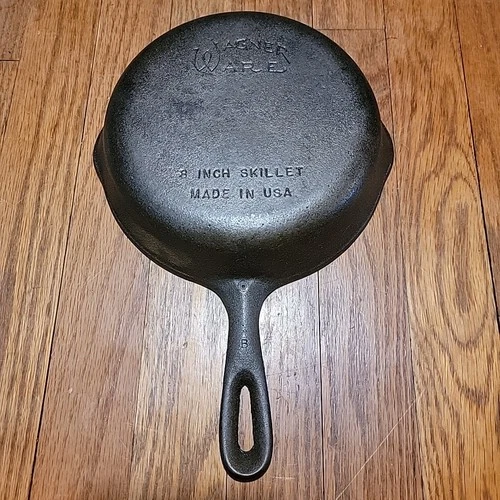 WAGNER
WARE
8 INCH SKILLET
MADE IN USA
B